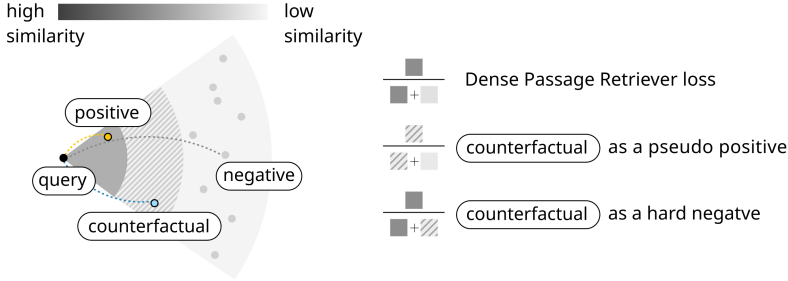 high
similarity
low
similarity
positive
query
negative
counterfactual
+
Dense Passage Retriever loss
+
counterfactual as a pseudo positive
+
counterfactual as a hard negatve